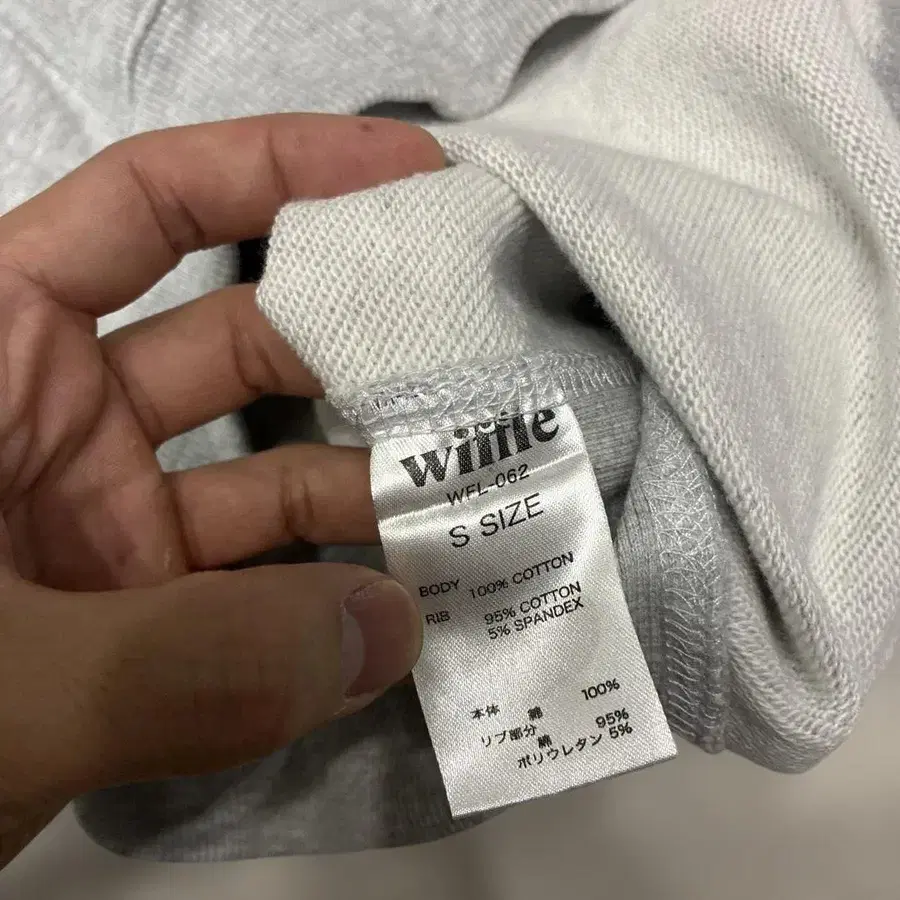 wiffle
WFL-062
S SIZE
BODY 100% COTTON
RIB 95% COTTON
5% SPANDEX
本体 綿 100%
リブ部分
綿 95%
ポリウレタン 5%